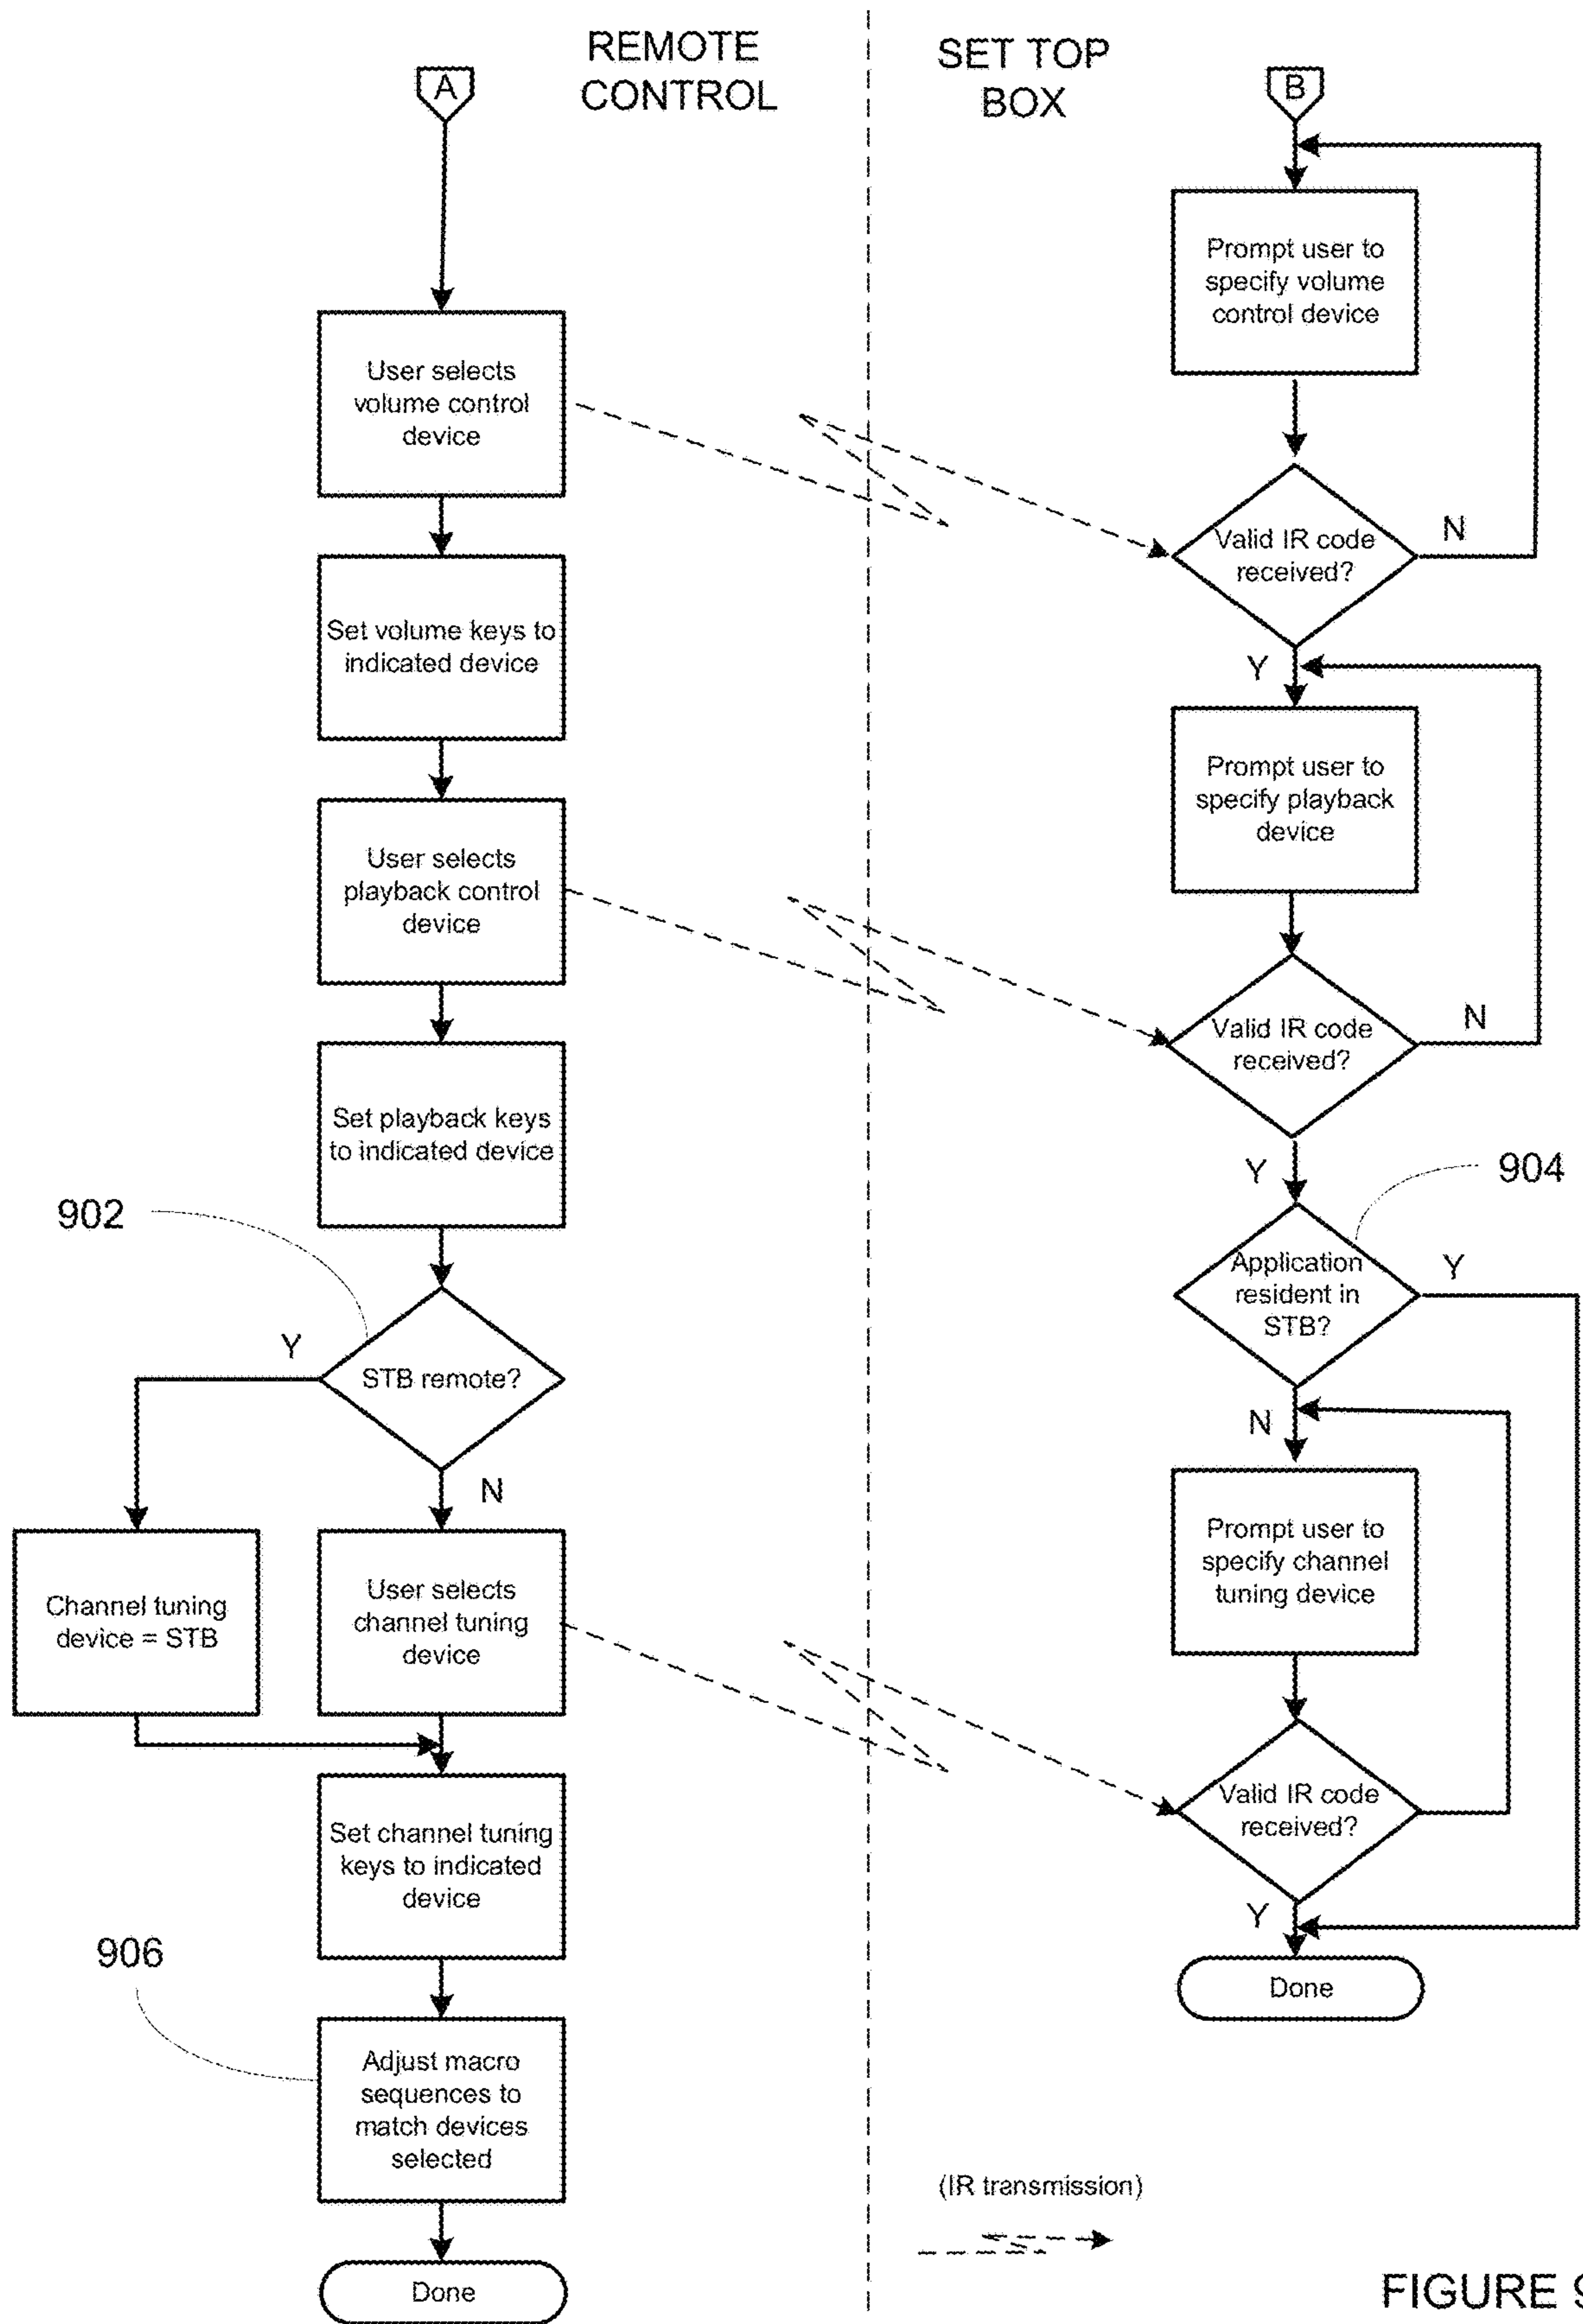 REMOTE
CONTROL
SET TOP
BOX
A
User selects
volume control
device
Set volume keys to
indicated device
User selects
playback control
device
Set playback keys
to indicated device
902
STB remote?
Y
N
Channel tuning
device = STB
User selects
channel tuning
device
Set channel tuning
keys to indicated
device
906
Adjust macro
sequences to
match devices
selected
Done
B
Prompt user to
specify volume
control device
Valid IR code
received?
N
Y
Prompt user to
specify playback
device
Valid IR code
received?
N
Y
904
Application
resident in
STB?
Y
N
Prompt user to
specify channel
tuning device
Valid IR code
received?
Y
Done
(IR transmission)
FIGURE 9